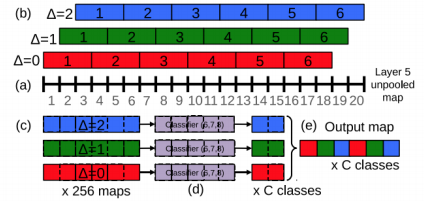 (b) Δ=2 1 2 3 4 5 6
Δ=1 1 2 3 4 5 6
Δ=0 1 2 3 4 5 6
(a) Layer 5 unpooled map
1 2 3 4 5 6 7 8 9 10 11 12 13 14 15 16 17 18 19 20
(c) Δ=2 Classifier (6,7,8) (e) Output map
Δ=1 Classifier (6,7,8)
Δ=0 Classifier (6,7,8) x C classes
x 256 maps (d) x C classes